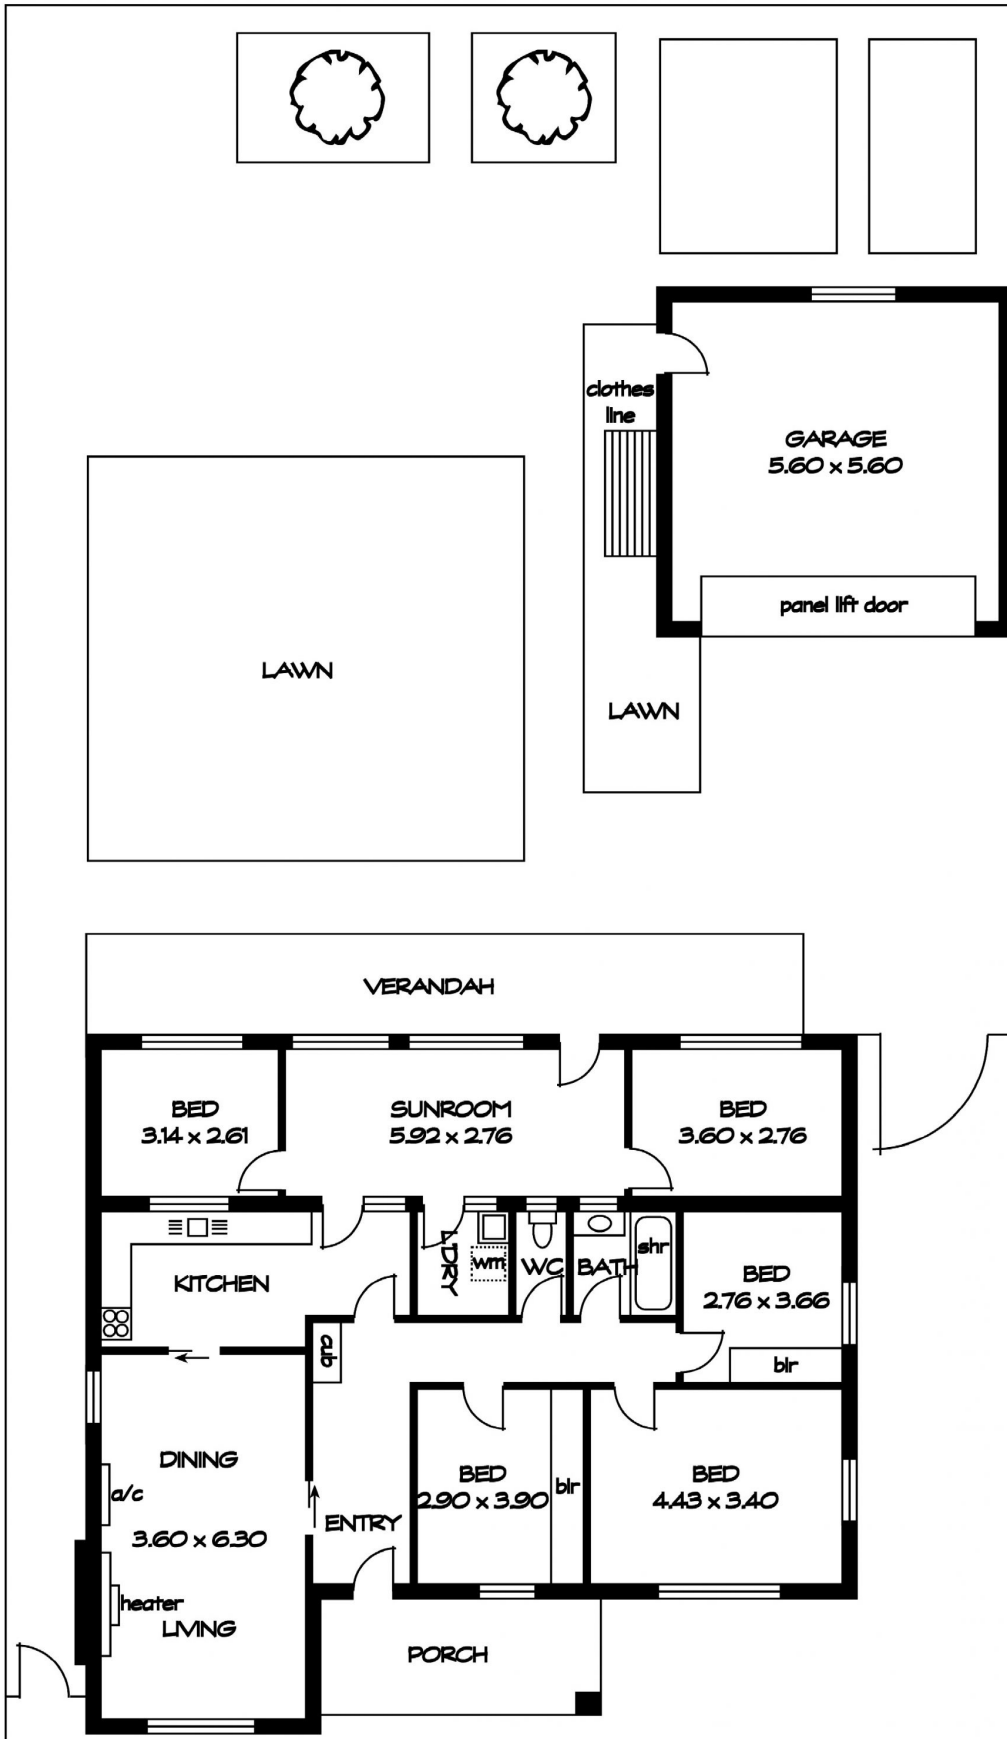 clothes
line
GARAGE
5.60 x 5.60
panel lift door
LAWN
LAWN
VERANDAH
BED
3.14 x 2.61
SUNROOM
5.92 x 2.76
BED
3.60 x 2.76
KITCHEN
L'DRY
wm
WC
BATH
shr
BED
2.76 x 3.66
blr
cub
DINING
a/c
3.60 x 6.30
heater
LIVING
ENTRY
BED
2.90 x 3.90
blr
BED
4.43 x 3.40
PORCH